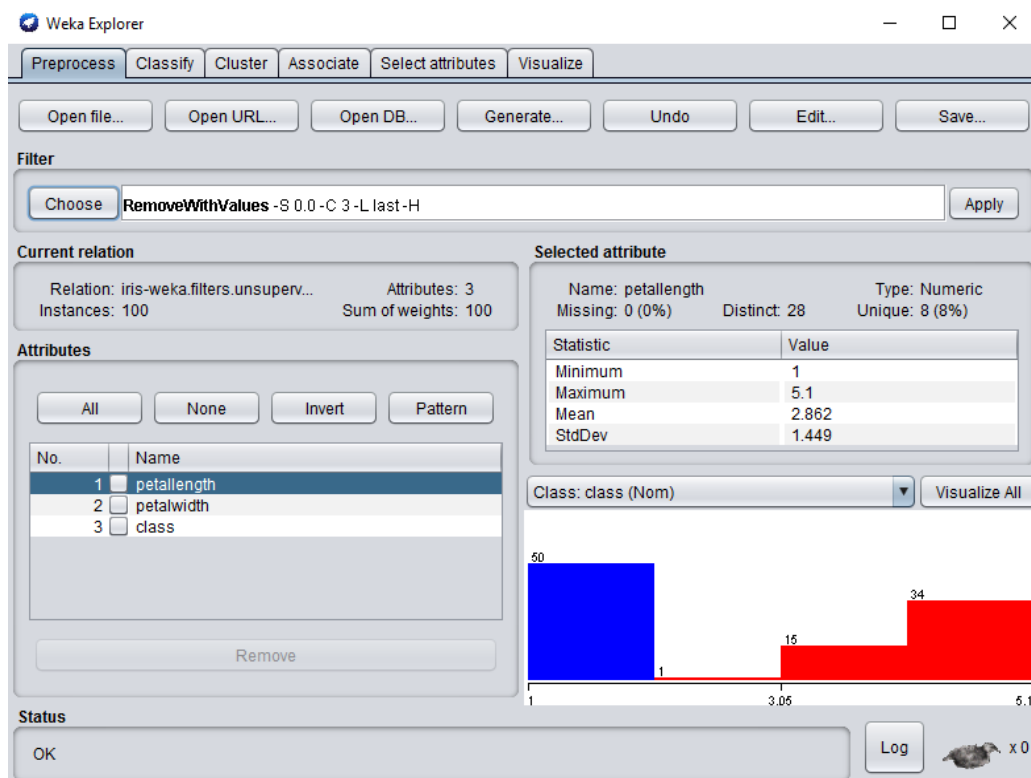 Weka Explorer
Preprocess Classify Cluster Associate Select attributes Visualize
Open file... Open URL... Open DB... Generate... Undo Edit... Save...
Filter
Choose RemoveWithValues -S 0.0 -C 3 -L last -H Apply
Current relation
Relation: iris-weka.filters.unsuperv... Attributes: 3
Instances: 100 Sum of weights: 100
Attributes
All None Invert Pattern
No. Name
1 petallength
2 petalwidth
3 class
Remove
Selected attribute
Name: petallength Type: Numeric
Missing: 0 (0%) Distinct: 28 Unique: 8 (8%)
Statistic Value
Minimum 1
Maximum 5.1
Mean 2.862
StdDev 1.449
Class: class (Nom) Visualize All
50
34
15
1
1 3.05 5.1
Status
OK Log x 0